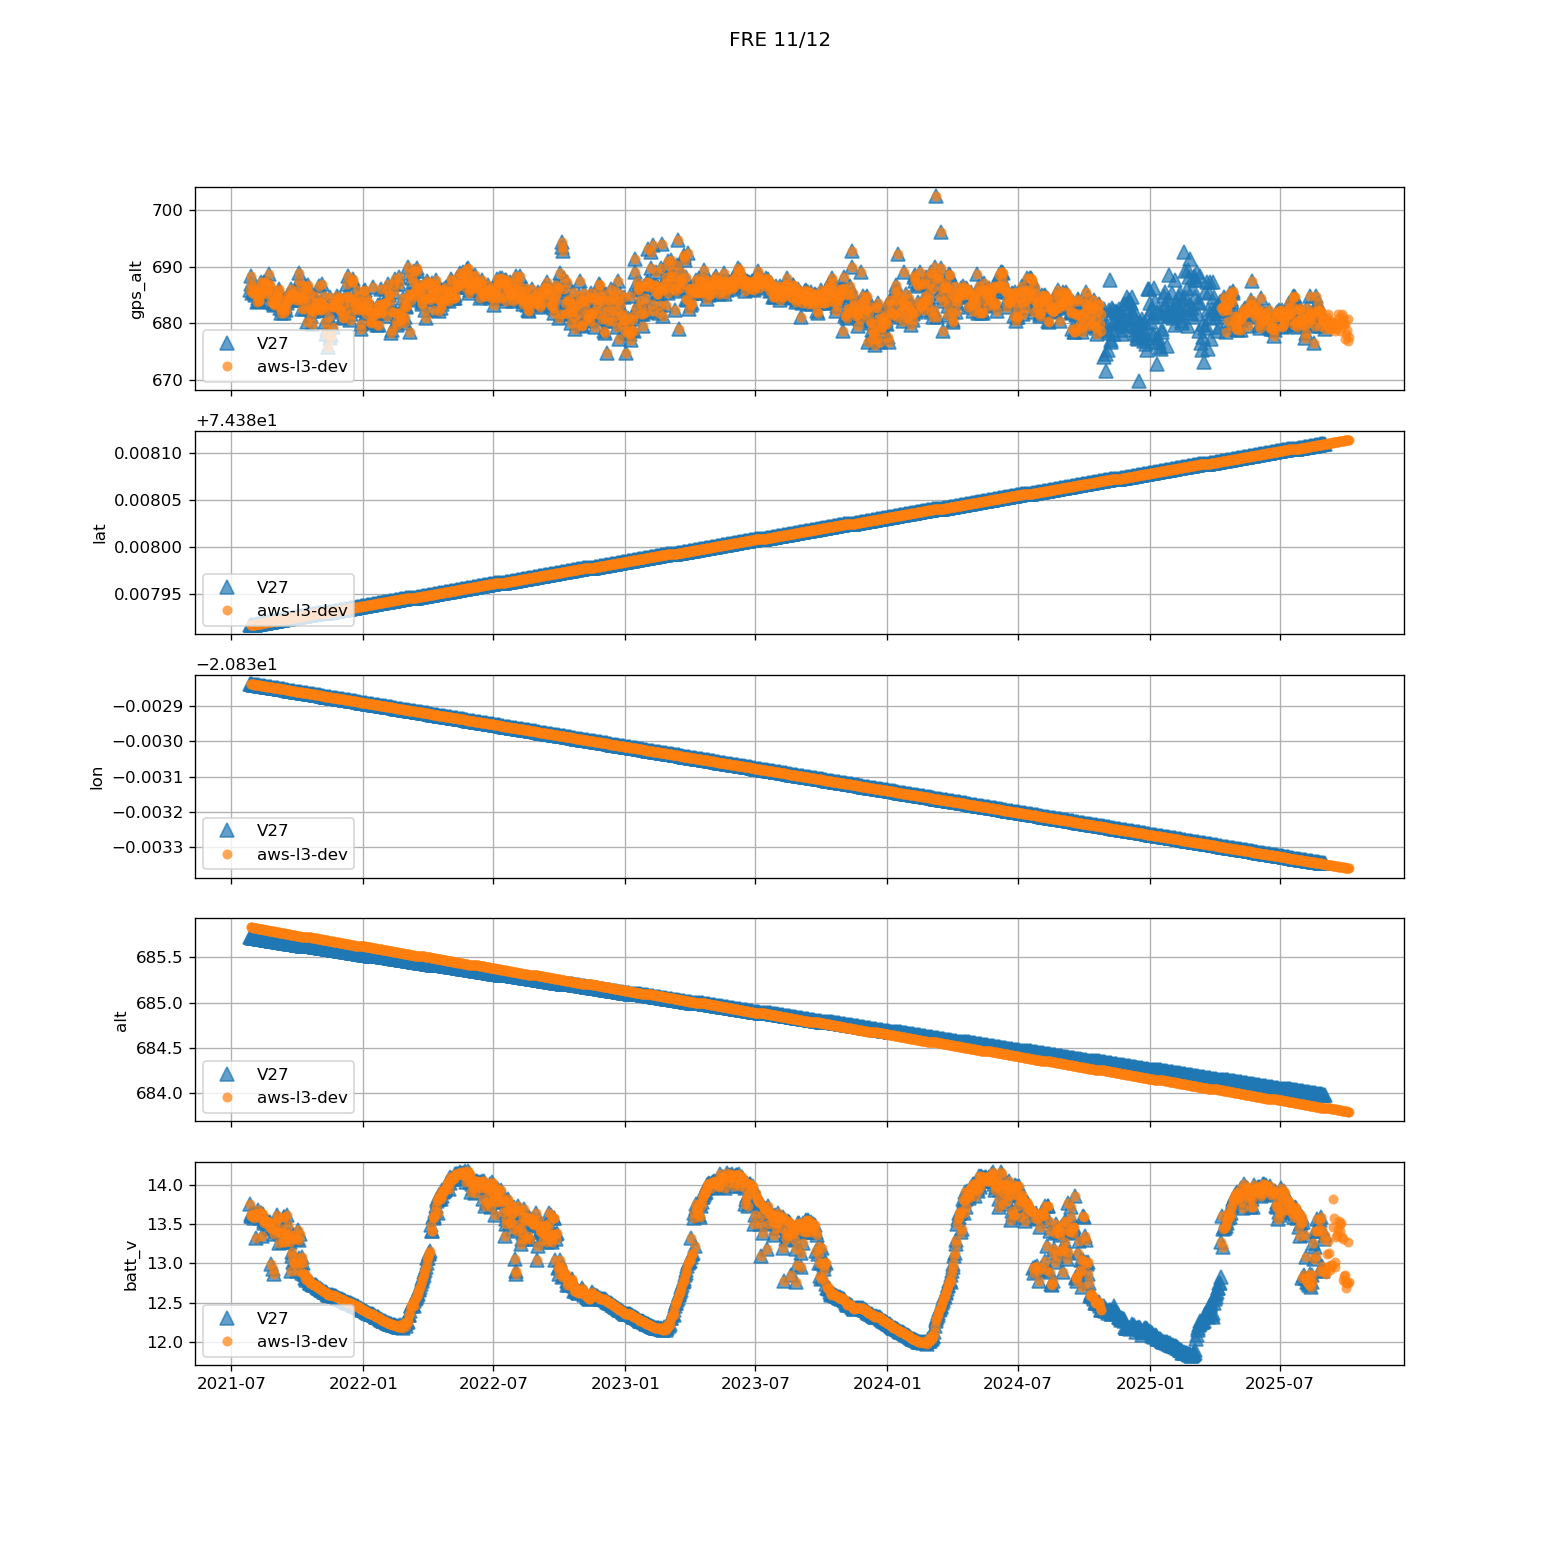 FRE 11/12
700
690
680
670
gps_alt
V27
aws-l3-dev
+7.438e1
0.00810
0.00805
0.00800
0.00795
lat
V27
aws-l3-dev
−2.083e1
−0.0029
−0.0030
−0.0031
−0.0032
−0.0033
lon
V27
aws-l3-dev
685.5
685.0
684.5
684.0
alt
V27
aws-l3-dev
14.0
13.5
13.0
12.5
12.0
batt_v
V27
aws-l3-dev
2021-07 2022-01 2022-07 2023-01 2023-07 2024-01 2024-07 2025-01 2025-07